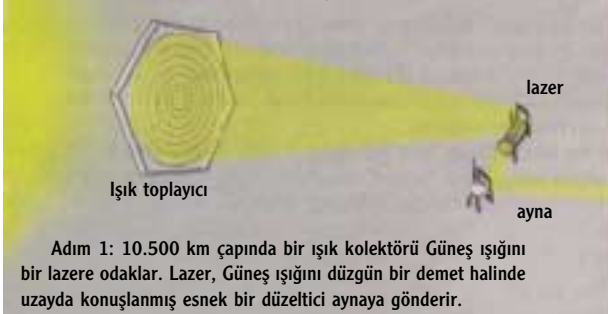 lazer
Işık toplayıcı
ayna
Adım 1: 10.500 km çapında bir ışık kolektörü Güneş ışığını
bir lazere odaklar. Lazer, Güneş ışığını düzgün bir demet halinde
uzayda konuşlanmış esnek bir düzeltici aynaya gönderir.